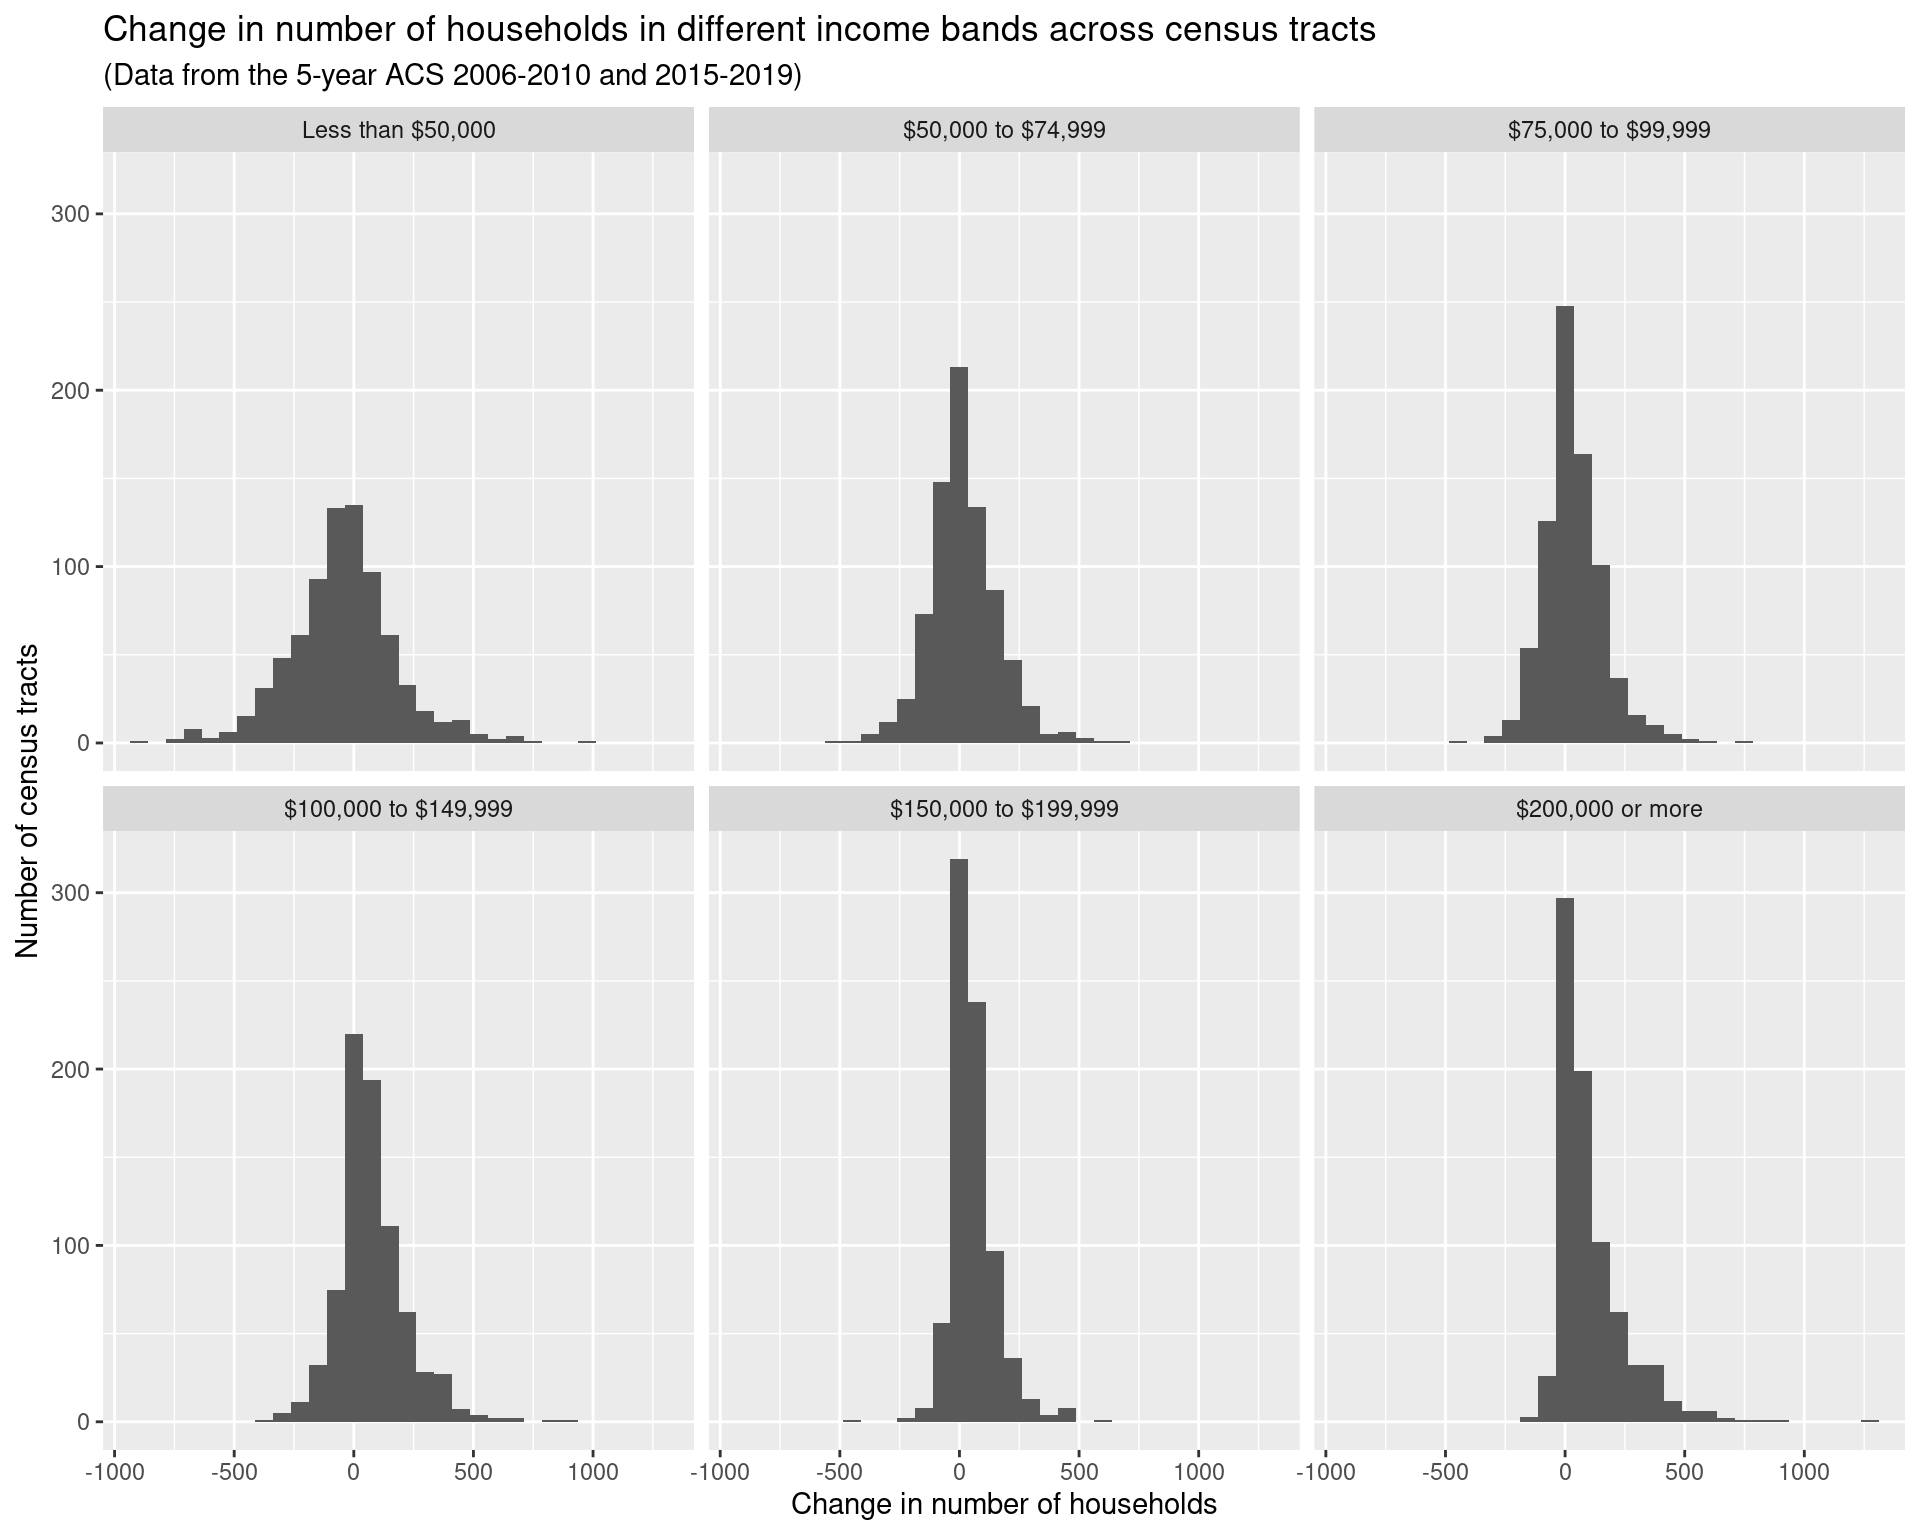 Change in number of households in different income bands across census tracts
(Data from the 5-year ACS 2006-2010 and 2015-2019)
Less than $50,000
$50,000 to $74,999
$75,000 to $99,999
300
200
100
0
$100,000 to $149,999
$150,000 to $199,999
$200,000 or more
300
200
100
0
Number of census tracts
-1000 -500 0 500 1000
-1000 -500 0 500 1000
-1000 -500 0 500 1000
Change in number of households